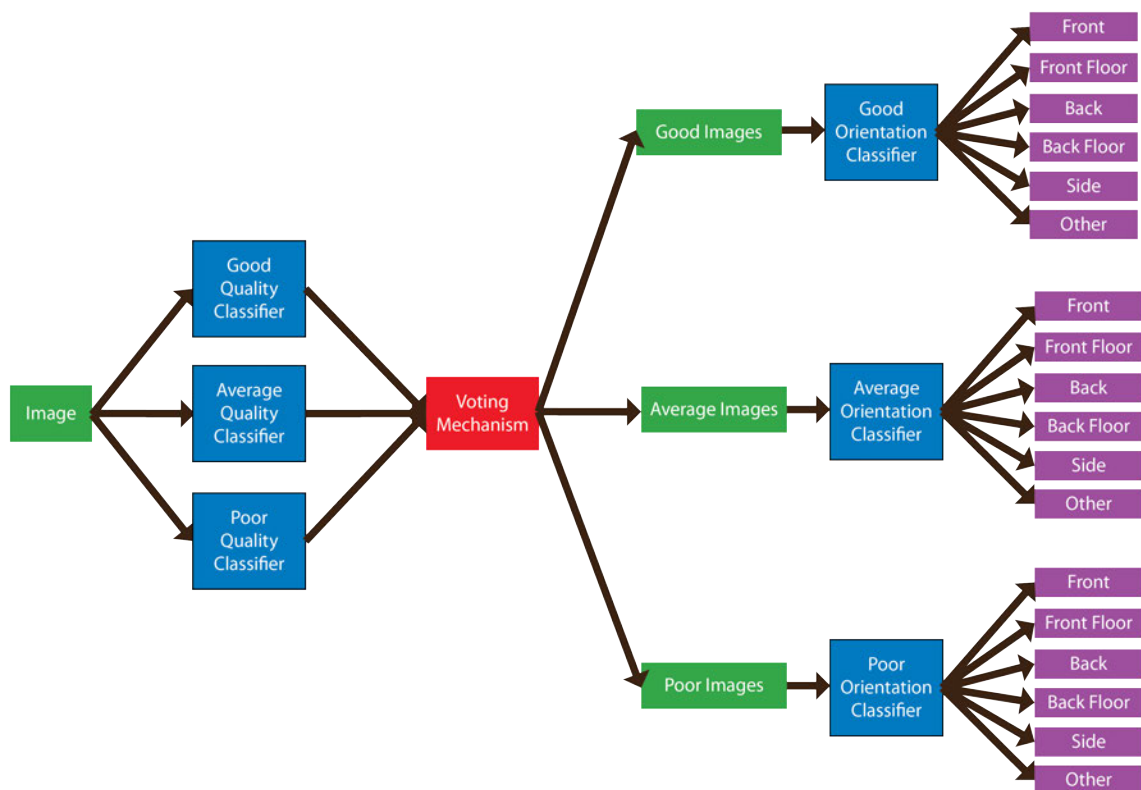 Image
Good
Quality
Classifier
Average
Quality
Classifier
Poor
Quality
Classifier
Voting
Mechanism
Good Images
Good
Orientation
Classifier
Front
Front Floor
Back
Back Floor
Side
Other
Average Images
Average
Orientation
Classifier
Front
Front Floor
Back
Back Floor
Side
Other
Poor Images
Poor
Orientation
Classifier
Front
Front Floor
Back
Back Floor
Side
Other